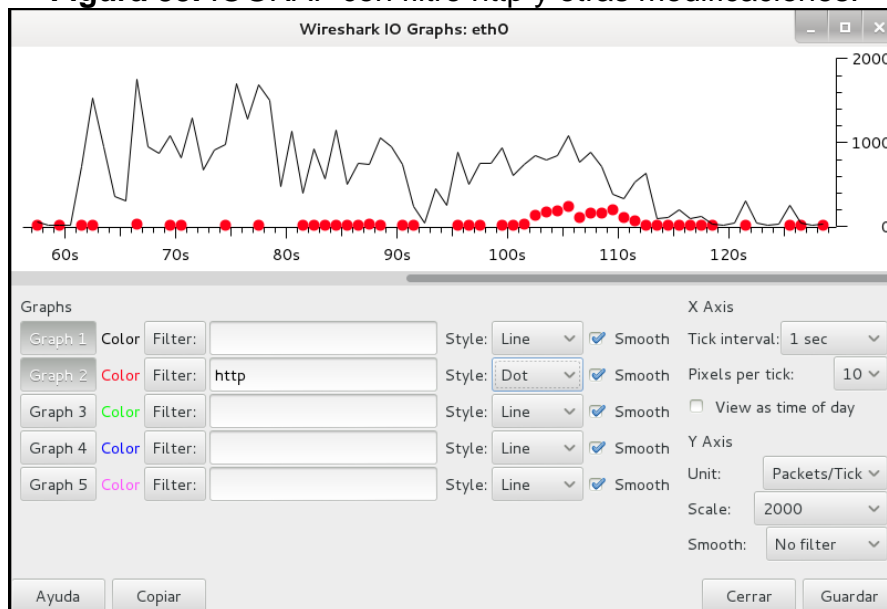 Wireshark IO Graphs: eth0
2000
1000
0
60s 70s 80s 90s 100s 110s 120s
Graphs
X Axis
Graph 1 Color Filter: Style: Line Smooth Tick interval: 1 sec
Graph 2 Color Filter: http Style: Dot Smooth Pixels per tick: 10
Graph 3 Color Filter: Style: Line Smooth View as time of day
Graph 4 Color Filter: Style: Line Smooth Y Axis
Graph 5 Color Filter: Style: Line Smooth Unit: Packets/Tick
Scale: 2000
Smooth: No filter
Ayuda Copiar Cerrar Guardar